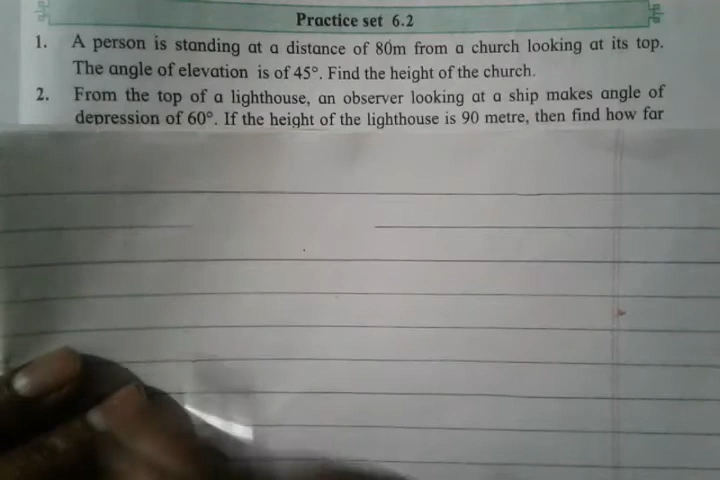 Practice set 6.2
1. A person is standing at a distance of 80m from a church looking at its top.
The angle of elevation is of 45°. Find the height of the church.
2. From the top of a lighthouse, an observer looking at a ship makes angle of
depression of 60°. If the height of the lighthouse is 90 metre, then find how far